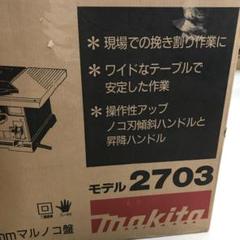 * 現場での挽き割り作業に
* ワイドなテーブルで
安定した作業
* 操作性アップ
ノコ刃傾斜ハンドルと
昇降ハンドル
モデル 2703
makita
mmマルノコ盤